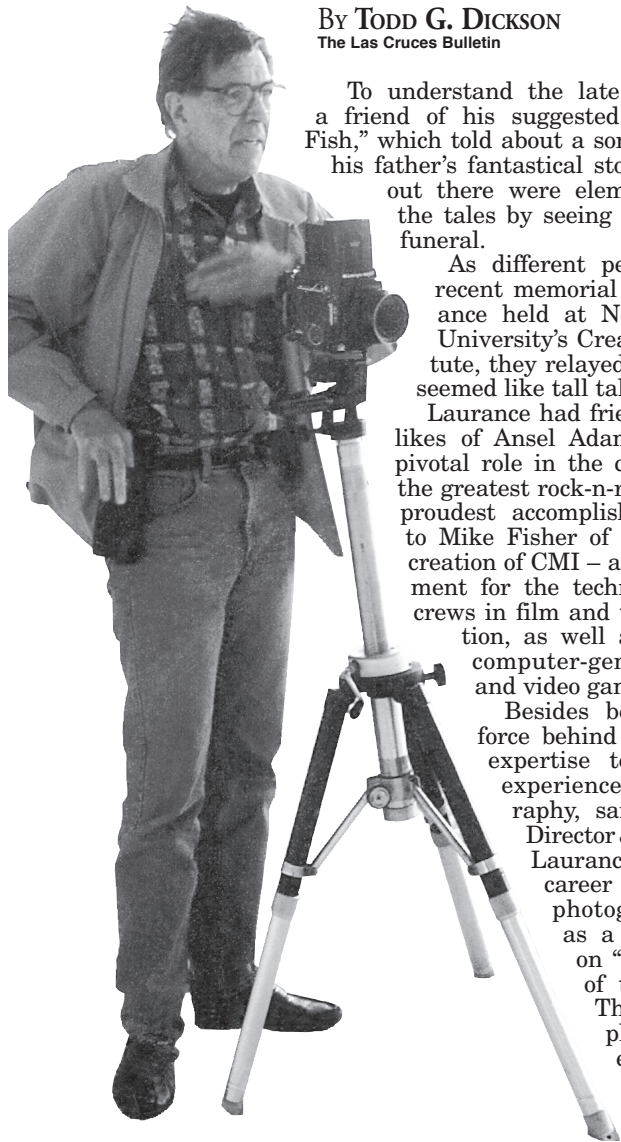 By Todd G. Dickson
The Las Cruces Bulletin
To understand the late
a friend of his suggested
Fish,” which told about a son
his father’s fantastical sto
out there were elem
the tales by seeing
funeral.
As different pe
recent memorial
ance held at N
University’s Crea
tute, they relayed
seemed like tall tal
Laurance had frie
likes of Ansel Adam
pivotal role in the c
the greatest rock-n-r
proudest accomplish
to Mike Fisher of
creation of CMI – a
ment for the techn
crews in film and
tion, as well a
computer-gen
and video gam
Besides be
force behind
expertise to
experience
raphy, sa
Director
Lauranc
career
photog
as a
on “
of t
Th
pl
e